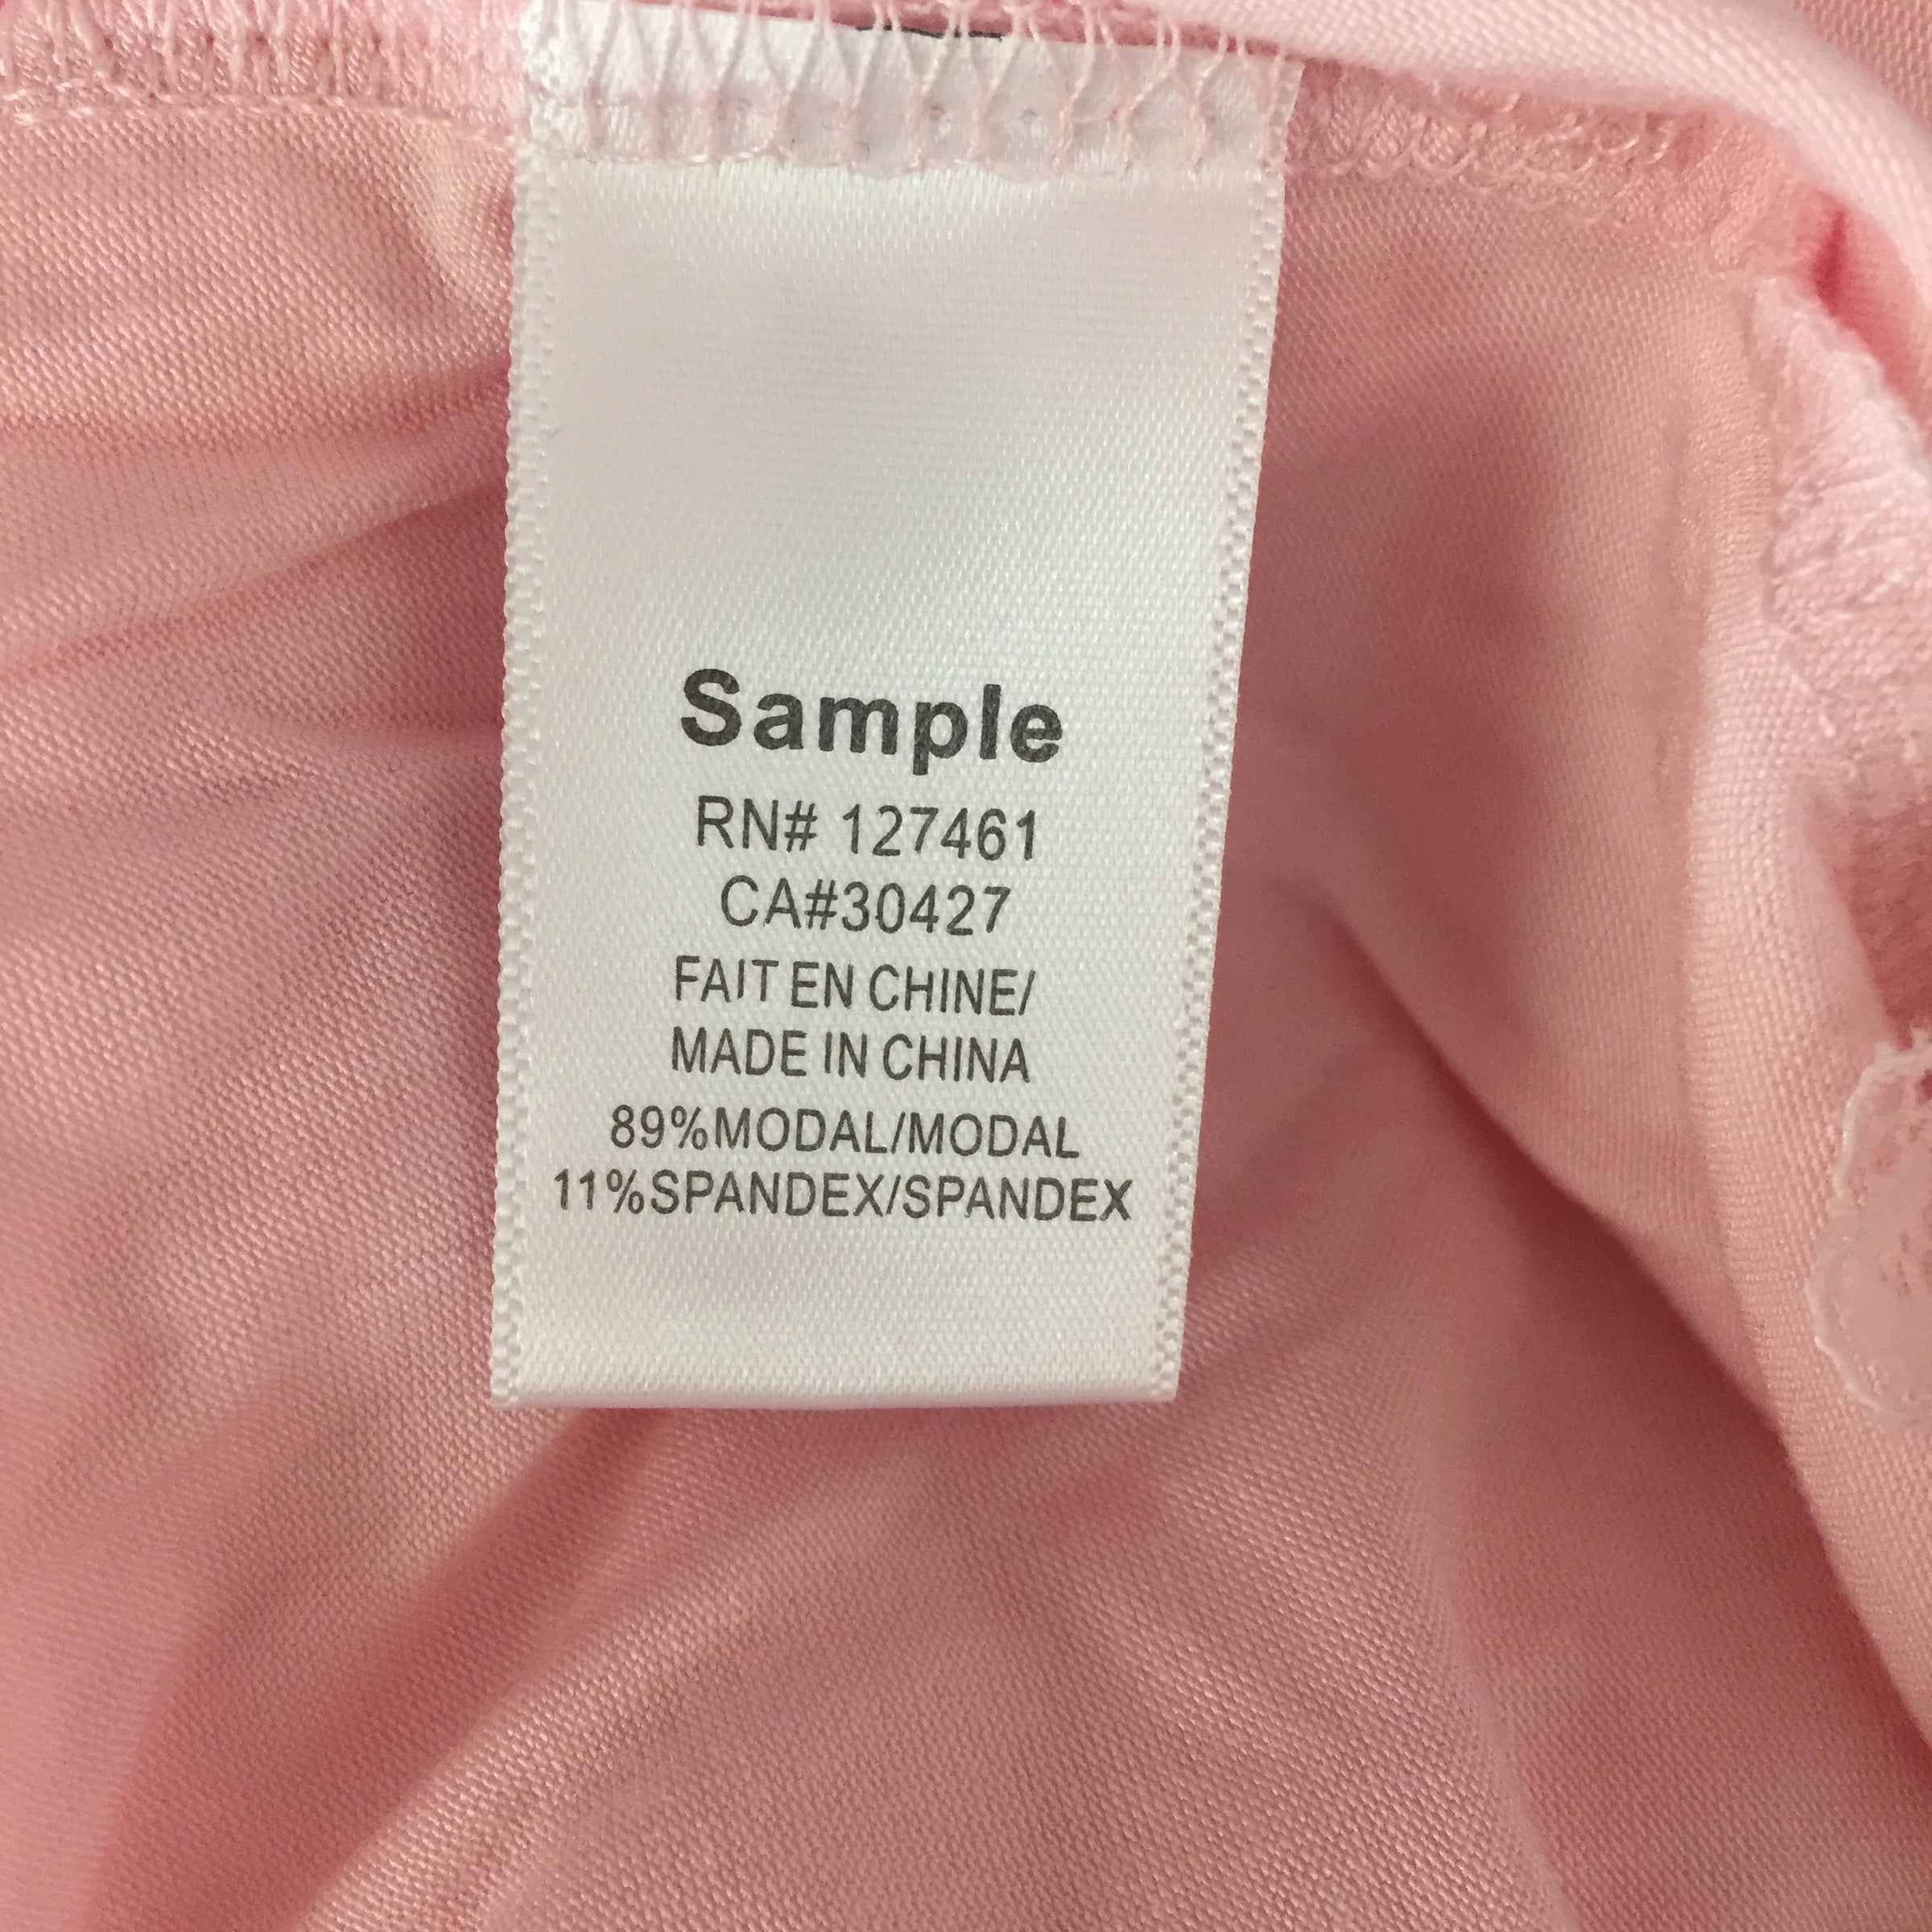 Sample
RN# 127461
CA#30427
FAIT EN CHINE/
MADE IN CHINA
89%MODAL/MODAL
11%SPANDEX/SPANDEX